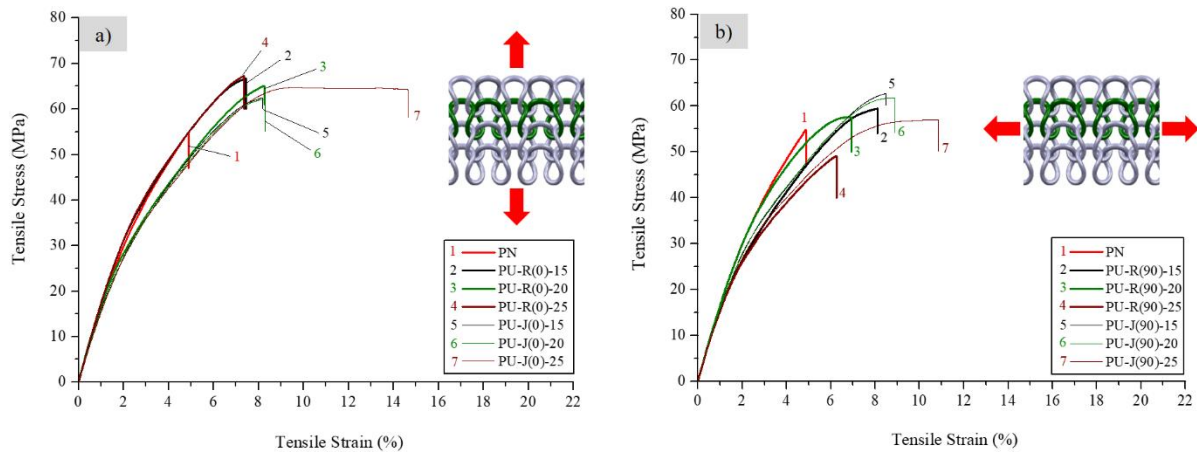 a)
Tensile Stress (MPa)
80
70
60
50
40
30
20
10
0
4
2
3
1
5
6
7
1 PN
2 PU-R(0)-15
3 PU-R(0)-20
4 PU-R(0)-25
5 PU-J(0)-15
6 PU-J(0)-20
7 PU-J(0)-25
0 2 4 6 8 10 12 14 16 18 20 22
Tensile Strain (%)
b)
Tensile Stress (MPa)
80
70
60
50
40
30
20
10
0
5
1
2
6
3
7
4
1 PN
2 PU-R(90)-15
3 PU-R(90)-20
4 PU-R(90)-25
5 PU-J(90)-15
6 PU-J(90)-20
7 PU-J(90)-25
0 2 4 6 8 10 12 14 16 18 20 22
Tensile Strain (%)